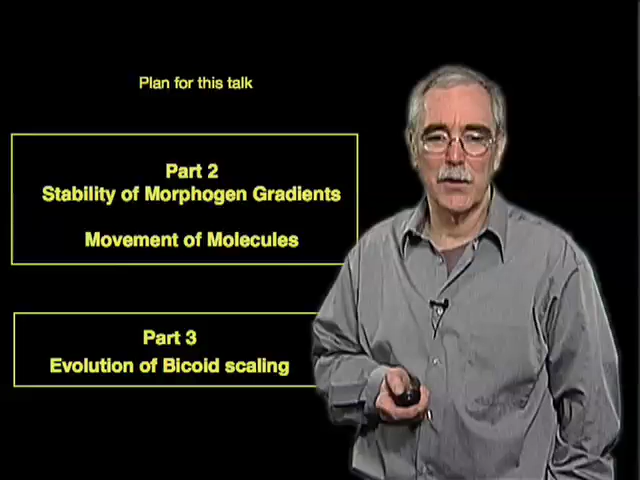 Plan for this talk
Part 2
Stability of Morphogen Gradients
Movement of Molecules
Part 3
Evolution of Bicoid scaling